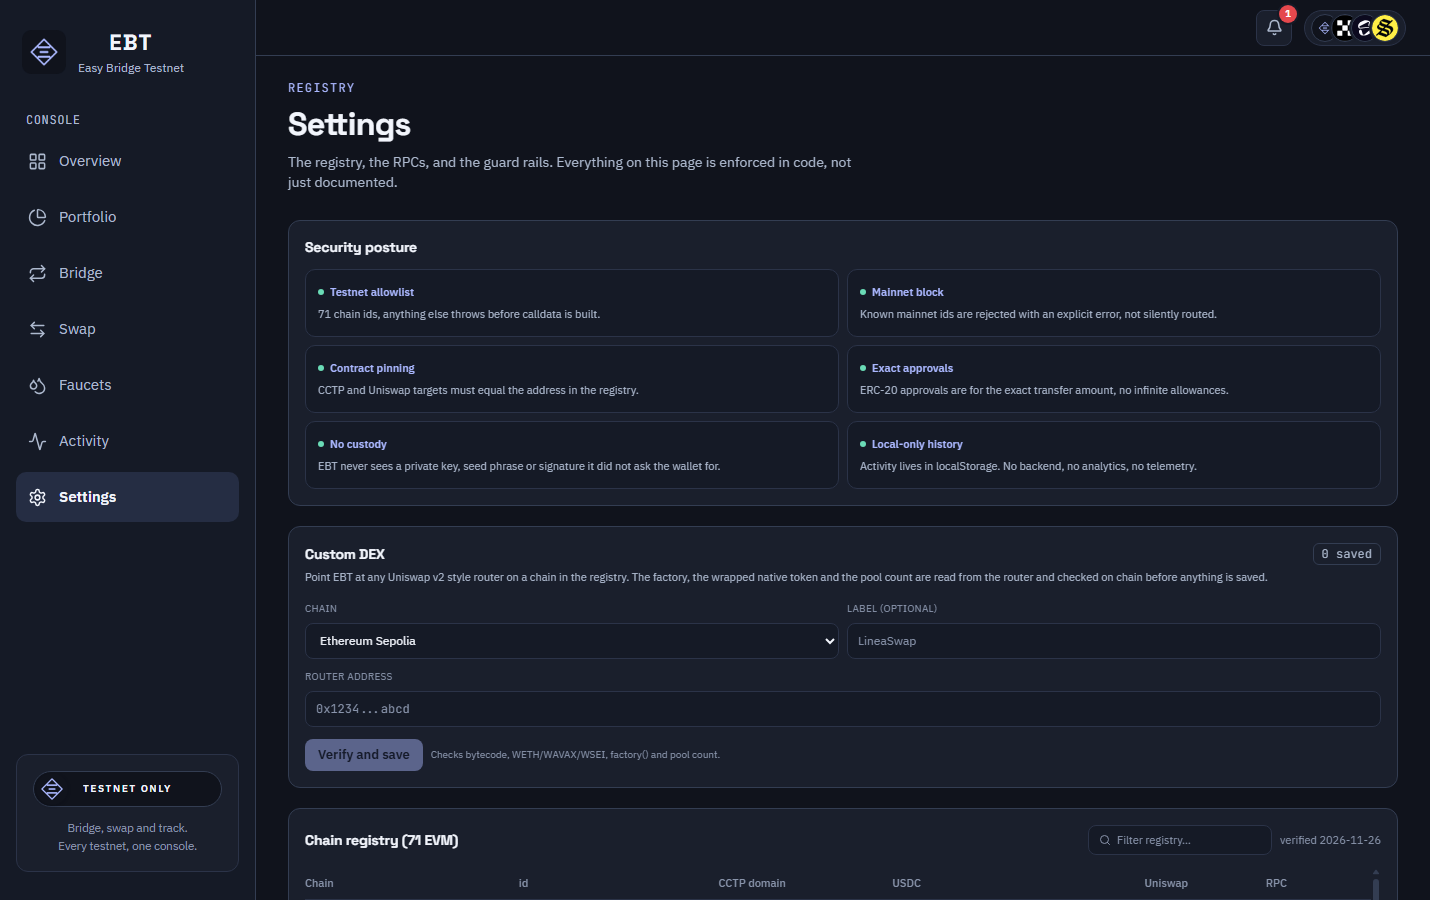 EBT
Easy Bridge Testnet
CONSOLE
Overview
Portfolio
Bridge
Swap
Faucets
Activity
Settings
TESTNET ONLY
Bridge, swap and track.
Every testnet, one console.
1
REGISTRY
Settings
The registry, the RPCs, and the guard rails. Everything on this page is enforced in code, not
just documented.
Security posture
Testnet allowlist
71 chain ids, anything else throws before calldata is built.
Mainnet block
Known mainnet ids are rejected with an explicit error, not silently routed.
Contract pinning
CCTP and Uniswap targets must equal the address in the registry.
Exact approvals
ERC-20 approvals are for the exact transfer amount, no infinite allowances.
No custody
EBT never sees a private key, seed phrase or signature it did not ask the wallet for.
Local-only history
Activity lives in localStorage. No backend, no analytics, no telemetry.
Custom DEX
0 saved
Point EBT at any Uniswap v2 style router on a chain in the registry. The factory, the wrapped native token and the pool count are read from the router and checked on chain before anything is saved.
CHAIN
LABEL (OPTIONAL)
Ethereum Sepolia
LineaSwap
ROUTER ADDRESS
0x1234...abcd
Verify and save
Checks bytecode, WETH/WAVAX/WSEI, factory() and pool count.
Chain registry (71 EVM)
Filter registry...
verified 2026-11-26
Chain id CCTP domain USDC Uniswap RPC